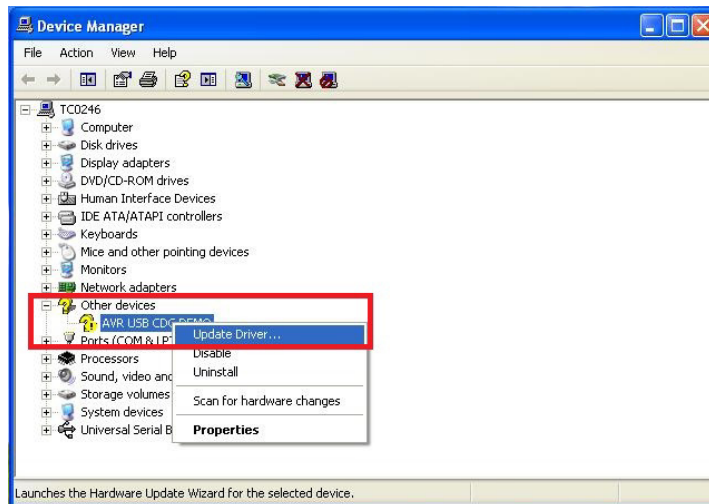 Device Manager
File Action View Help
TC0246
Computer
Disk drives
Display adapters
DVD/CD-ROM drives
Human Interface Devices
IDE ATA/ATAPI controllers
Keyboards
Mice and other pointing devices
Monitors
Network adapters
Other devices
AVR USB CDC DEMO
Update Driver...
Ports (COM & LPT
Disable
Processors
Uninstall
Sound, video and
Storage volumes
Scan for hardware changes
System devices
Properties
Universal Serial B
Launches the Hardware Update Wizard for the selected device.